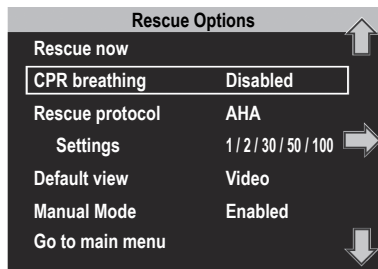 Rescue Options
Rescue now
CPR breathing Disabled
Rescue protocol AHA
Settings 1 / 2 / 30 / 50 / 100
Default view Video
Manual Mode Enabled
Go to main menu